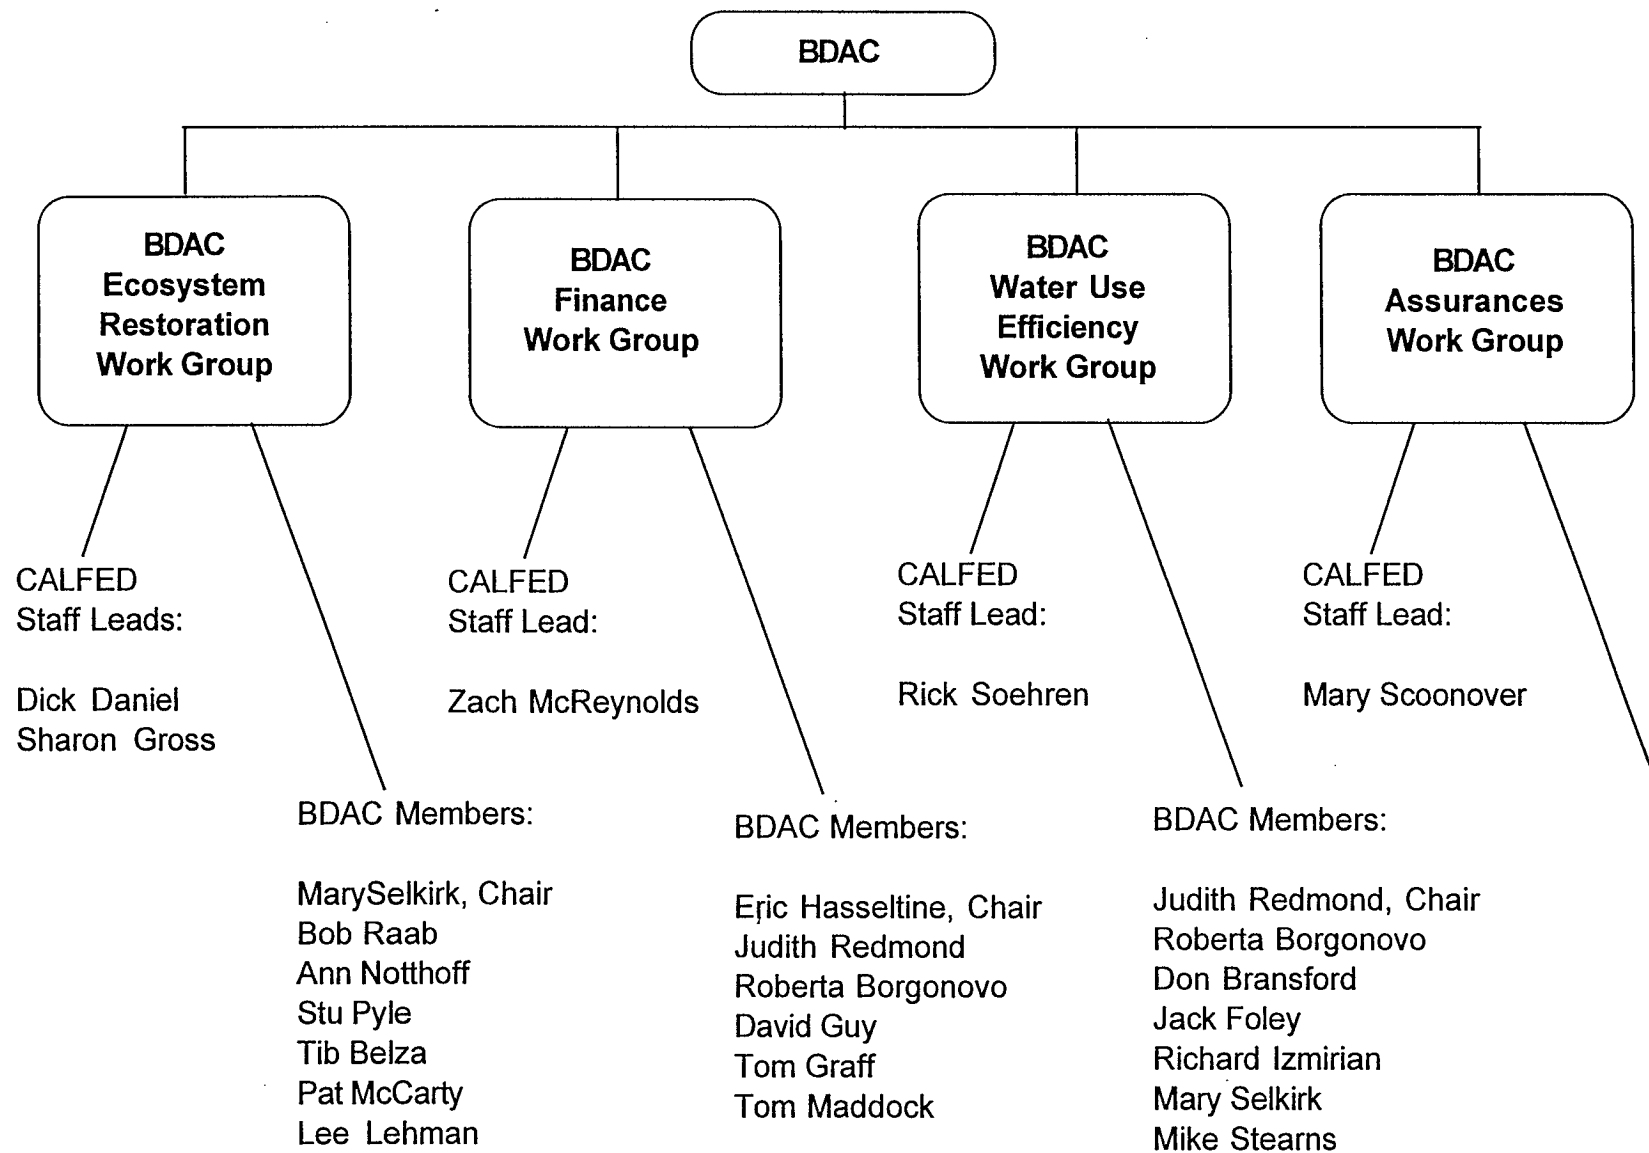 BDAC
BDAC
Ecosystem
Restoration
Work Group
BDAC
Finance
Work Group
BDAC
Water Use
Efficiency
Work Group
BDAC
Assurances
Work Group
CALFED
Staff Leads:
Dick Daniel
Sharon Gross
CALFED
Staff Lead:
Zach McReynolds
CALFED
Staff Lead:
Rick Soehren
CALFED
Staff Lead:
Mary Scoonover
BDAC Members:
MarySelkirk, Chair
Bob Raab
Ann Notthoff
Stu Pyle
Tib Belza
Pat McCarty
Lee Lehman
BDAC Members:
Eric Hasseltine, Chair
Judith Redmond
Roberta Borgonovo
David Guy
Tom Graff
Tom Maddock
BDAC Members:
Judith Redmond, Chair
Roberta Borgonovo
Don Bransford
Jack Foley
Richard Izmirian
Mary Selkirk
Mike Stearns